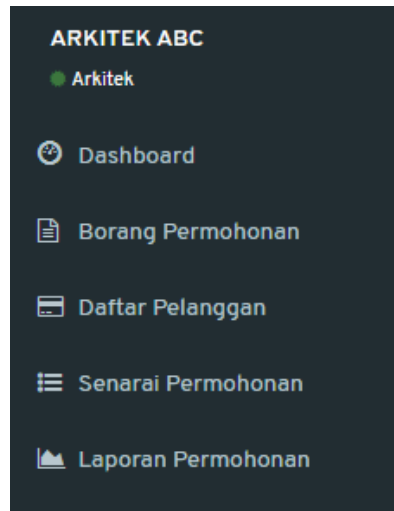 ARKITEK ABC
Arkitek
Dashboard
Borang Permohonan
Daftar Pelanggan
Senarai Permohonan
Laporan Permohonan